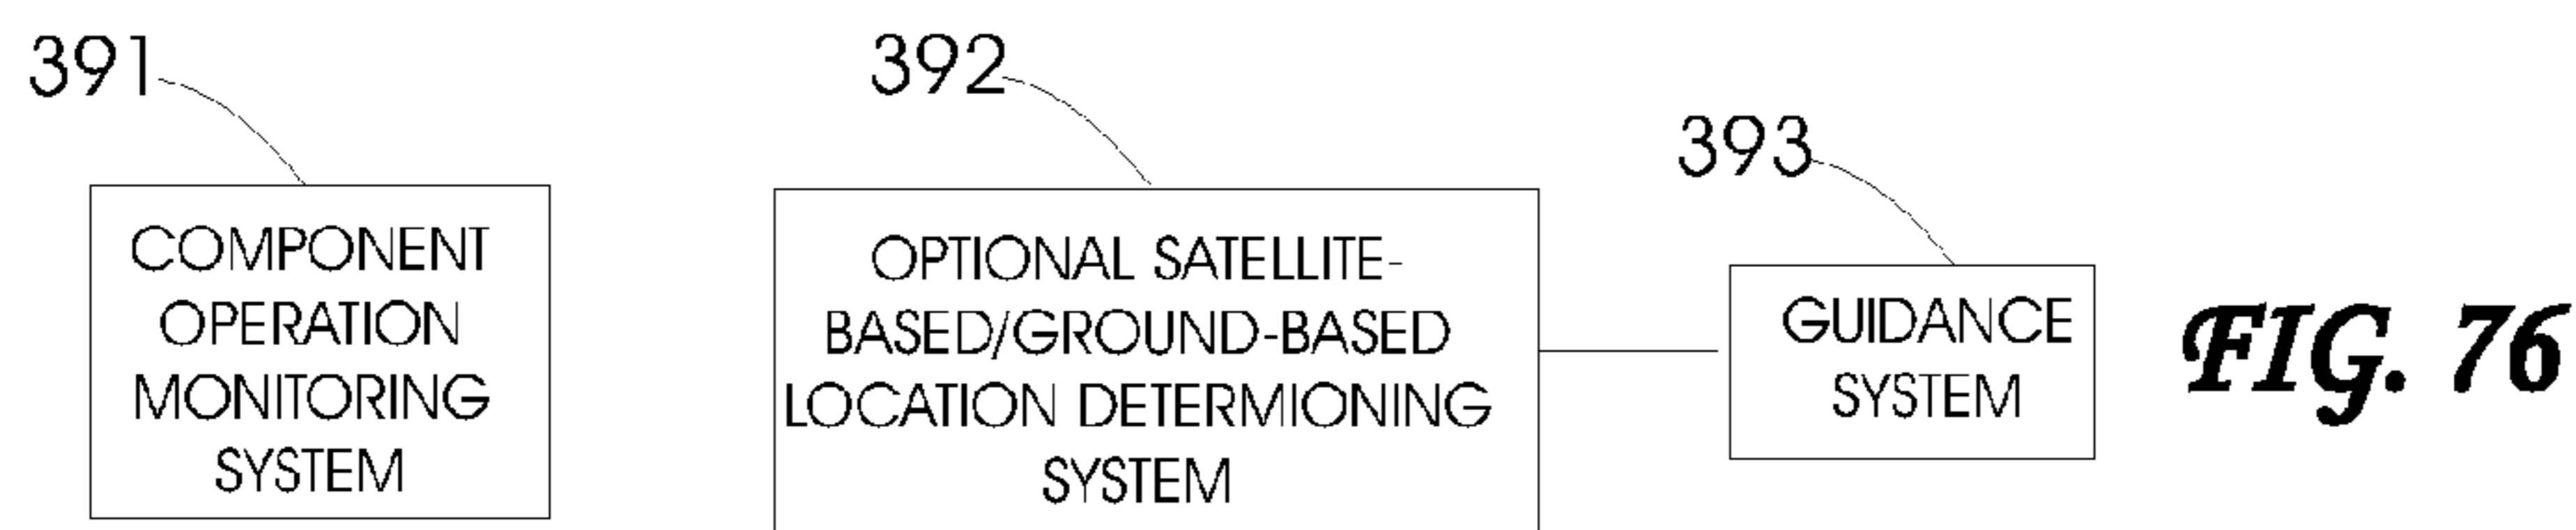 391
COMPONENT
OPERATION
MONITORING
SYSTEM
392
OPTIONAL SATELLITE-
BASED/GROUND-BASED
LOCATION DETERMIONING
SYSTEM
393
GUIDANCE
SYSTEM
FIG. 76